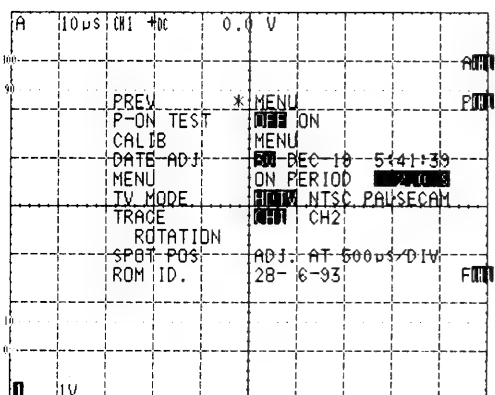 A 10µs CH1 +DC 0.0 V
100
90
PREV * MENU
P-ON TEST OFF ON
CALIB MENU
DATE ADJ DEC 18 5:41:39
MENU ON PERIOD
TV MODE HDTV NTSC PAL/SECAM
TRACE CH1 CH2
ROTATION
SPOT POS ADJ. AT 500µs/DIV
ROM ID. 28- 6-93
10
0
1 1V